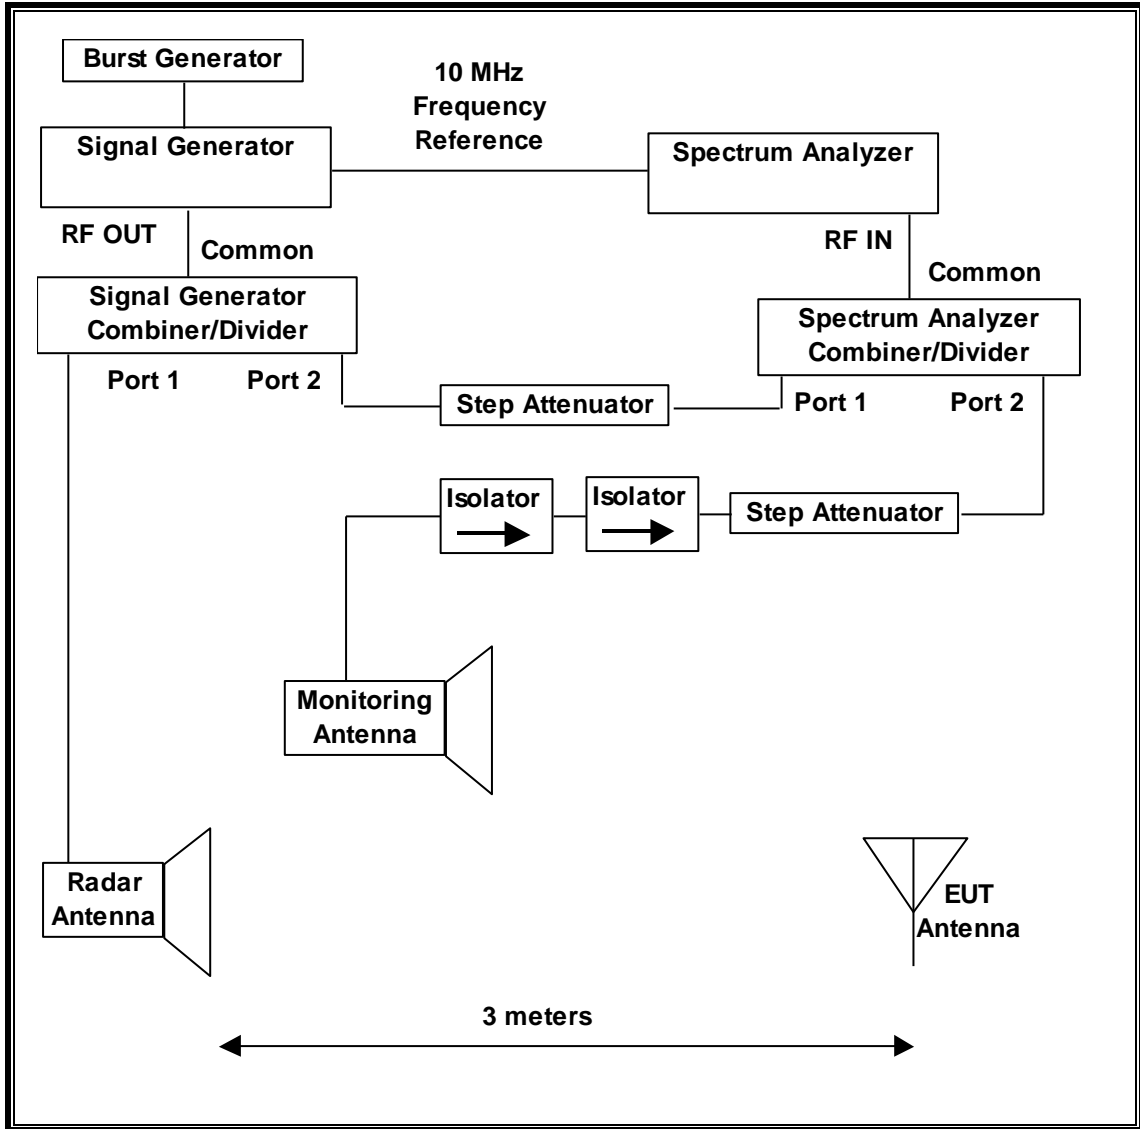 Burst Generator
10 MHz
Frequency
Reference
Signal Generator
Spectrum Analyzer
RF OUT
Common
RF IN
Common
Signal Generator
Combiner/Divider
Spectrum Analyzer
Combiner/Divider
Port 1
Port 2
Step Attenuator
Port 1
Port 2
Isolator
Isolator
Step Attenuator
Monitoring
Antenna
Radar
Antenna
EUT
Antenna
3 meters